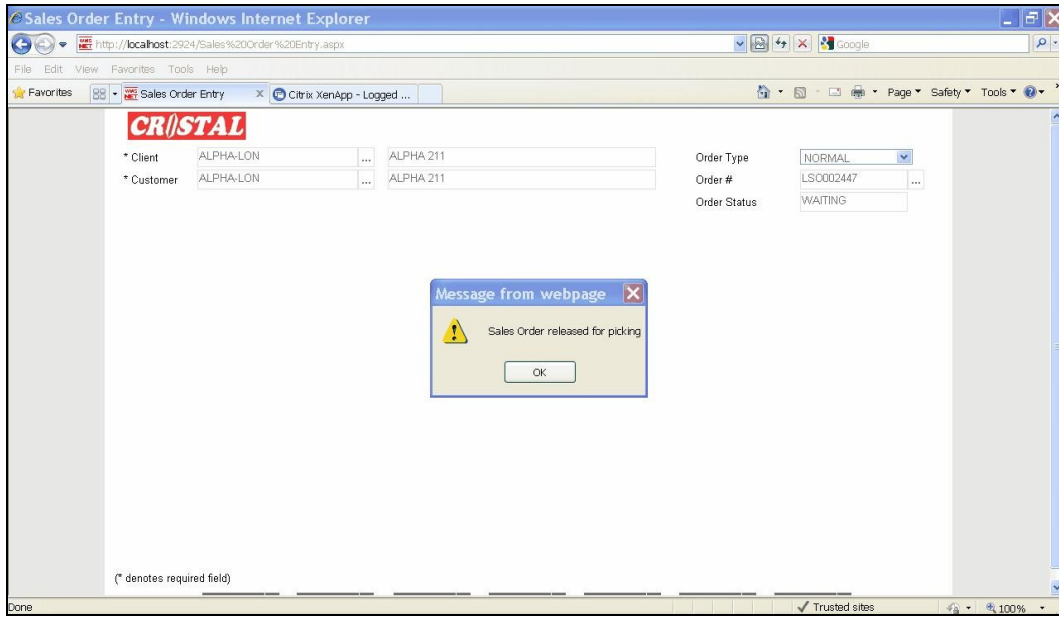 Sales Order Entry - Windows Internet Explorer
http://localhost:2924/Sales%20Order%20Entry.aspx
Google
File Edit View Favorites Tools Help
Favorites Sales Order Entry X Citrix XenApp - Logged ... Page Safety Tools
CRISTAL
* Client ALPHA-LON ... ALPHA 211 Order Type NORMAL
* Customer ALPHA-LON ... ALPHA 211 Order # LSO002447 ...
Order Status WAITING
Message from webpage
Sales Order released for picking
OK
(* denotes required field)
Done Trusted sites 100%